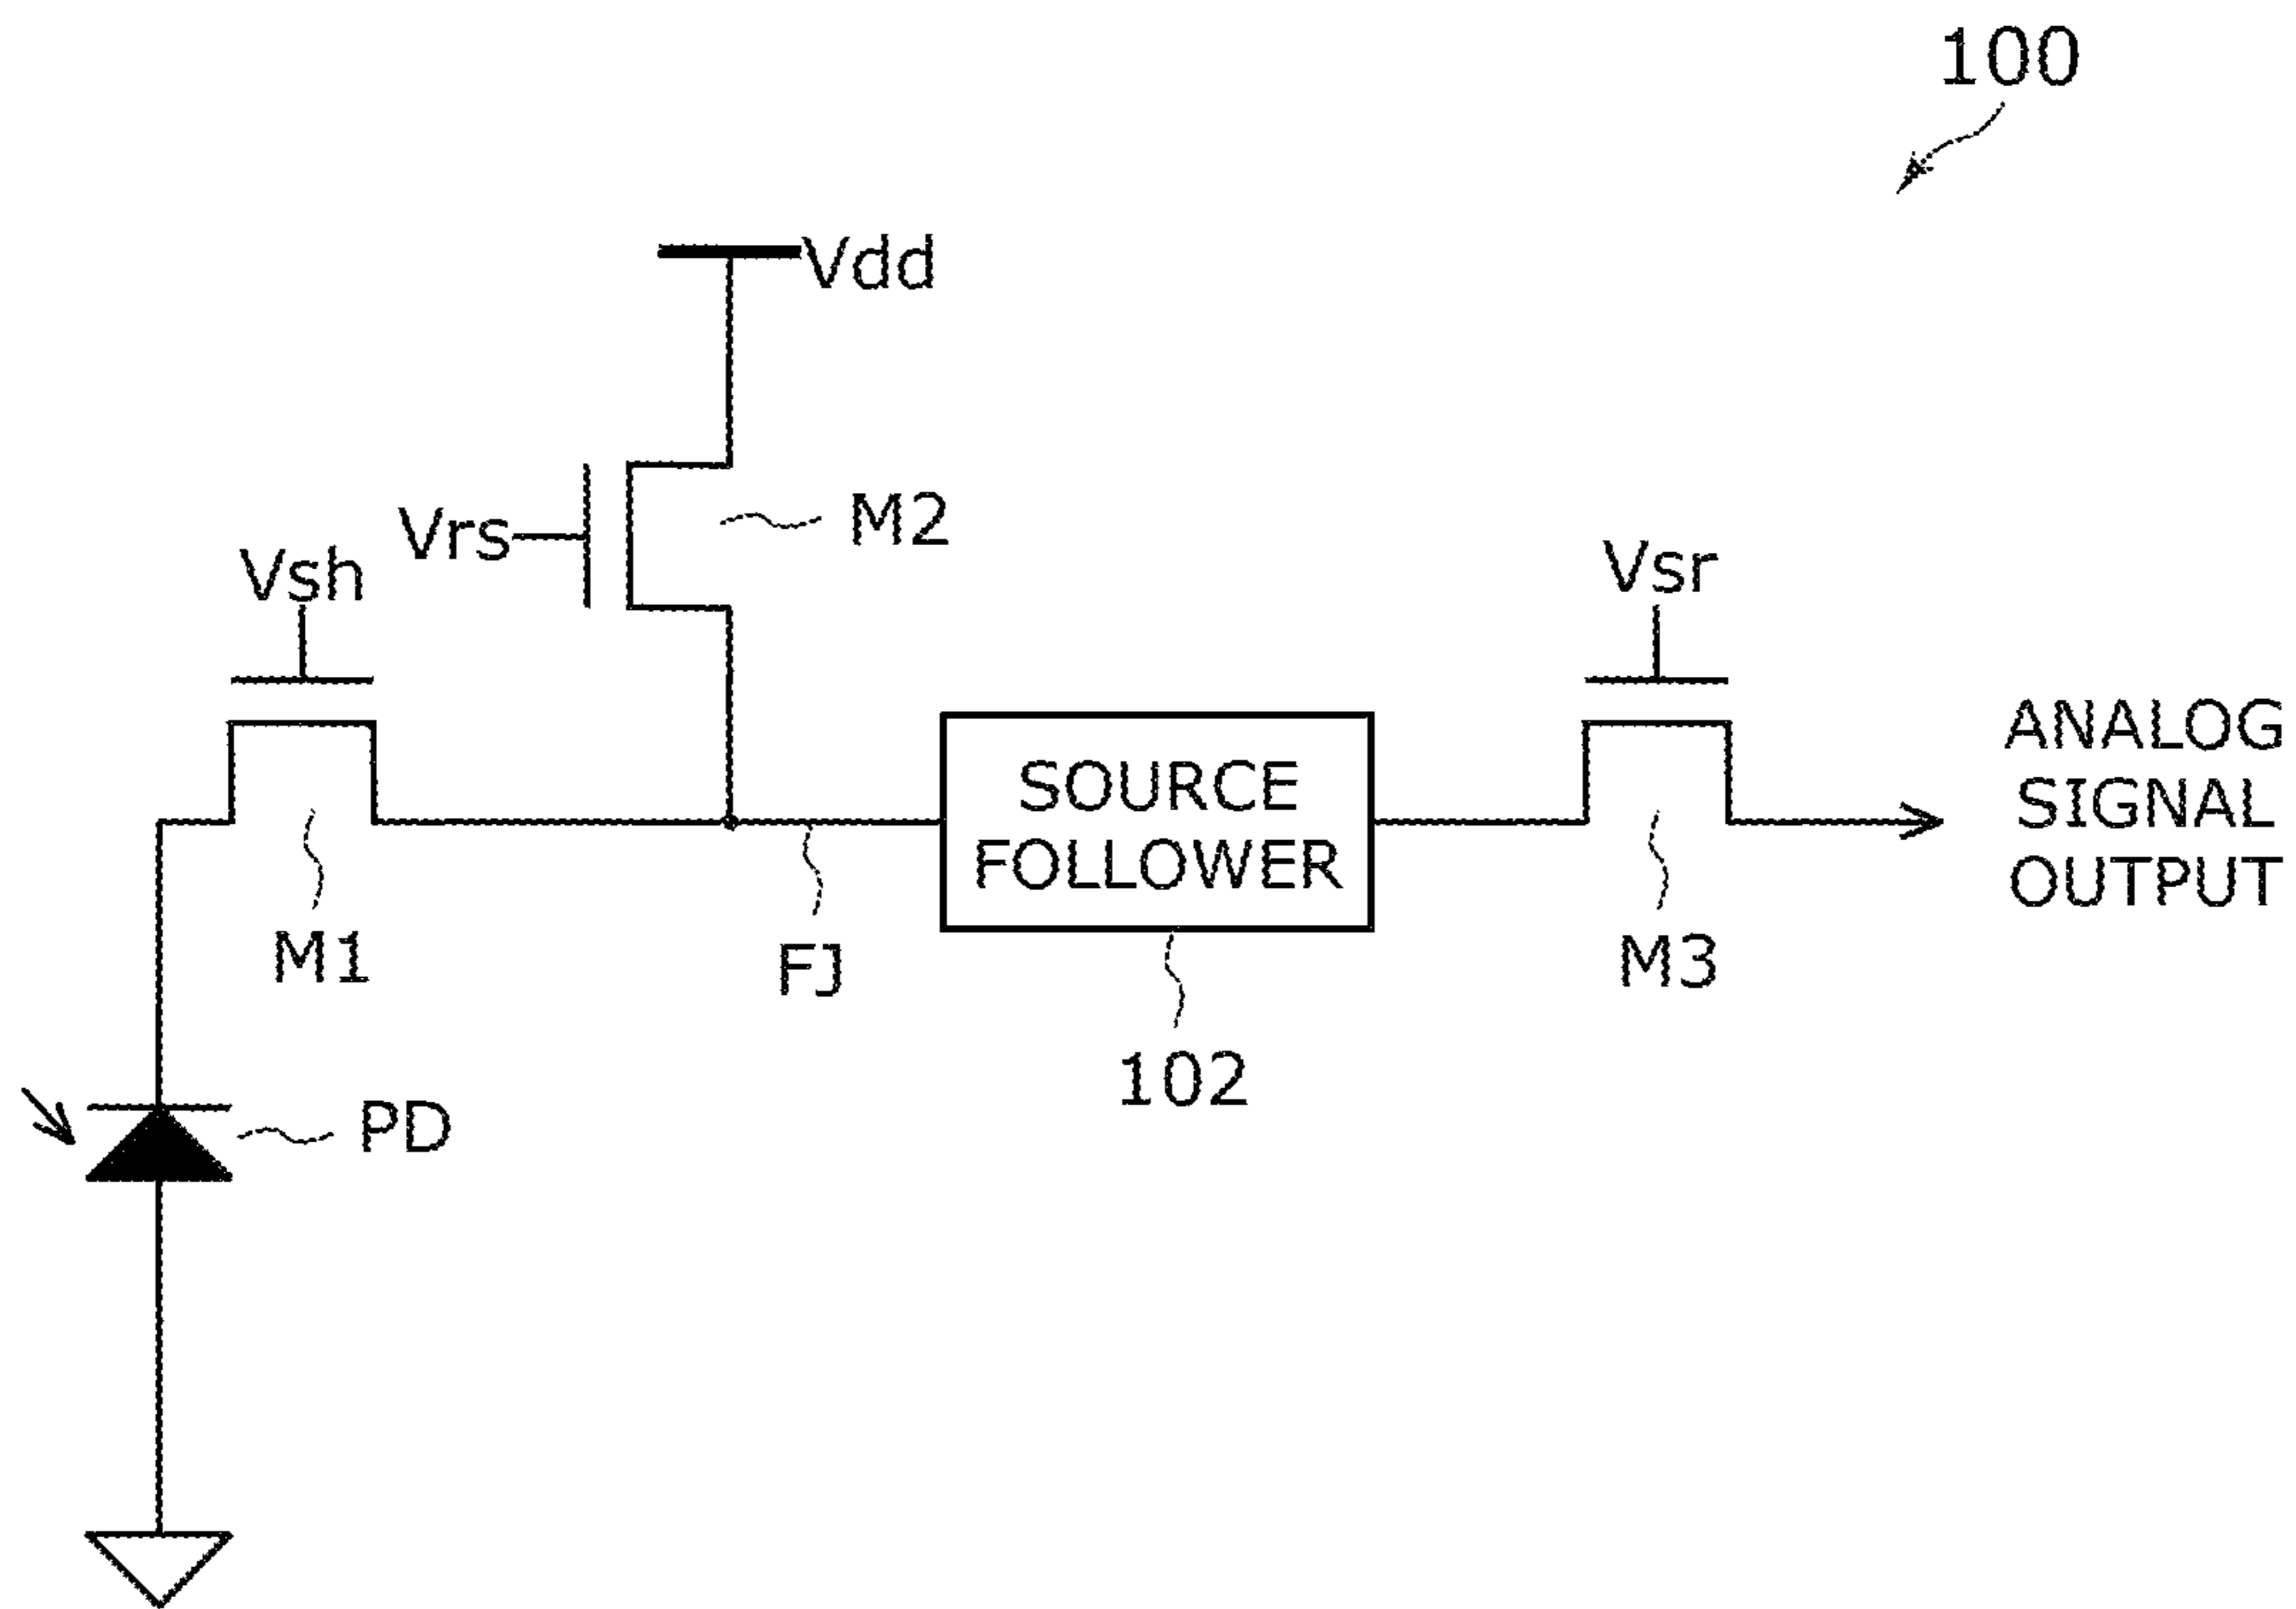 100
Vdd
Vrs
M2
Vsh
Vsr
SOURCE
FOLLOWER
ANALOG
SIGNAL
OUTPUT
M1
FJ
M3
102
PD